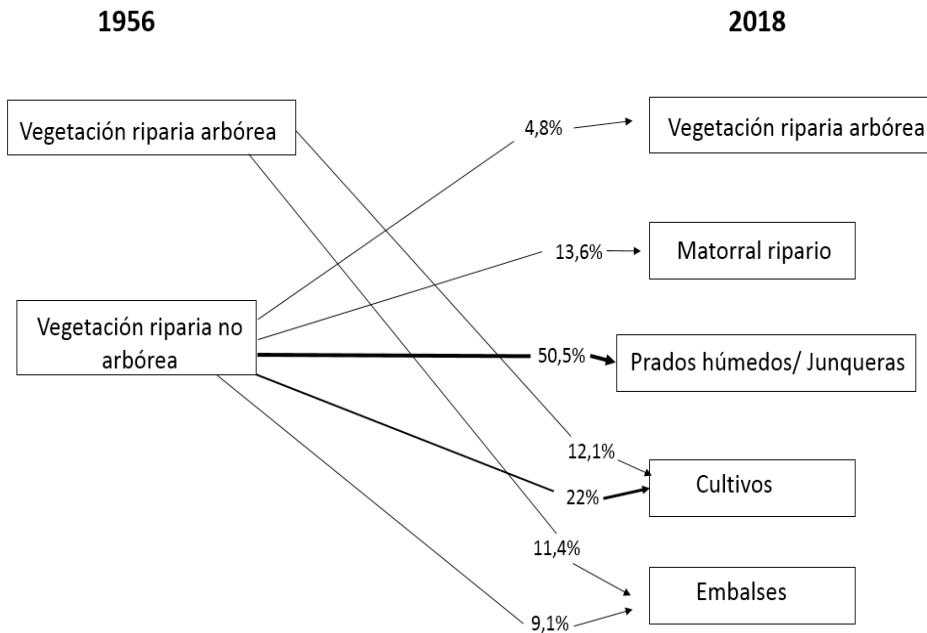 1956
2018
Vegetación riparia arbórea
4,8%
Vegetación riparia arbórea
13,6%
Matorral ripario
Vegetación riparia no
arbórea
50,5%
Prados húmedos/ Junqueras
12,1%
22%
Cultivos
11,4%
Embalses
9,1%